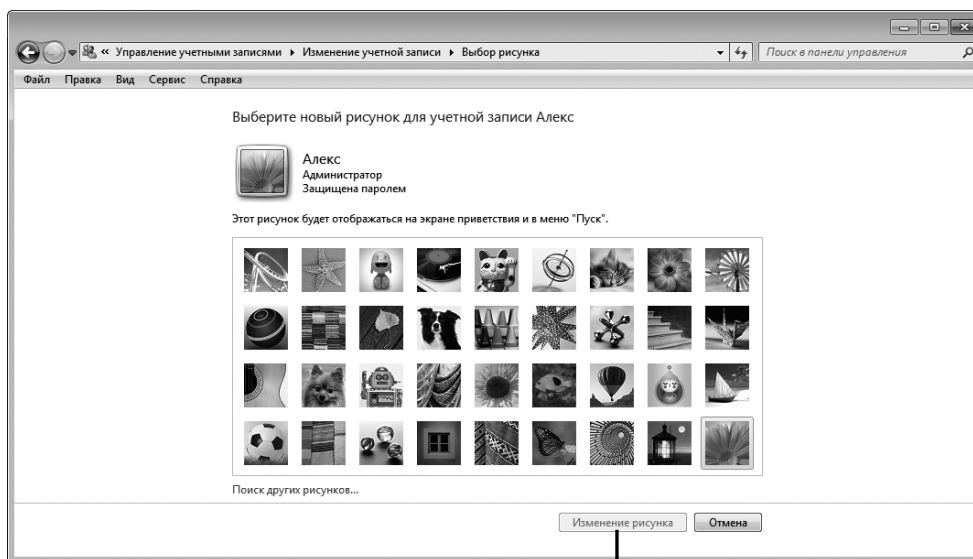 « Управление учетными записями ▸ Изменение учетной записи ▸ Выбор рисунка
Поиск в панели управления
Файл Правка Вид Сервис Справка
Выберите новый рисунок для учетной записи Алекс
Алекс
Администратор
Защищена паролем
Этот рисунок будет отображаться на экране приветствия и в меню "Пуск".
Поиск других рисунков...
Изменение рисунка Отмена